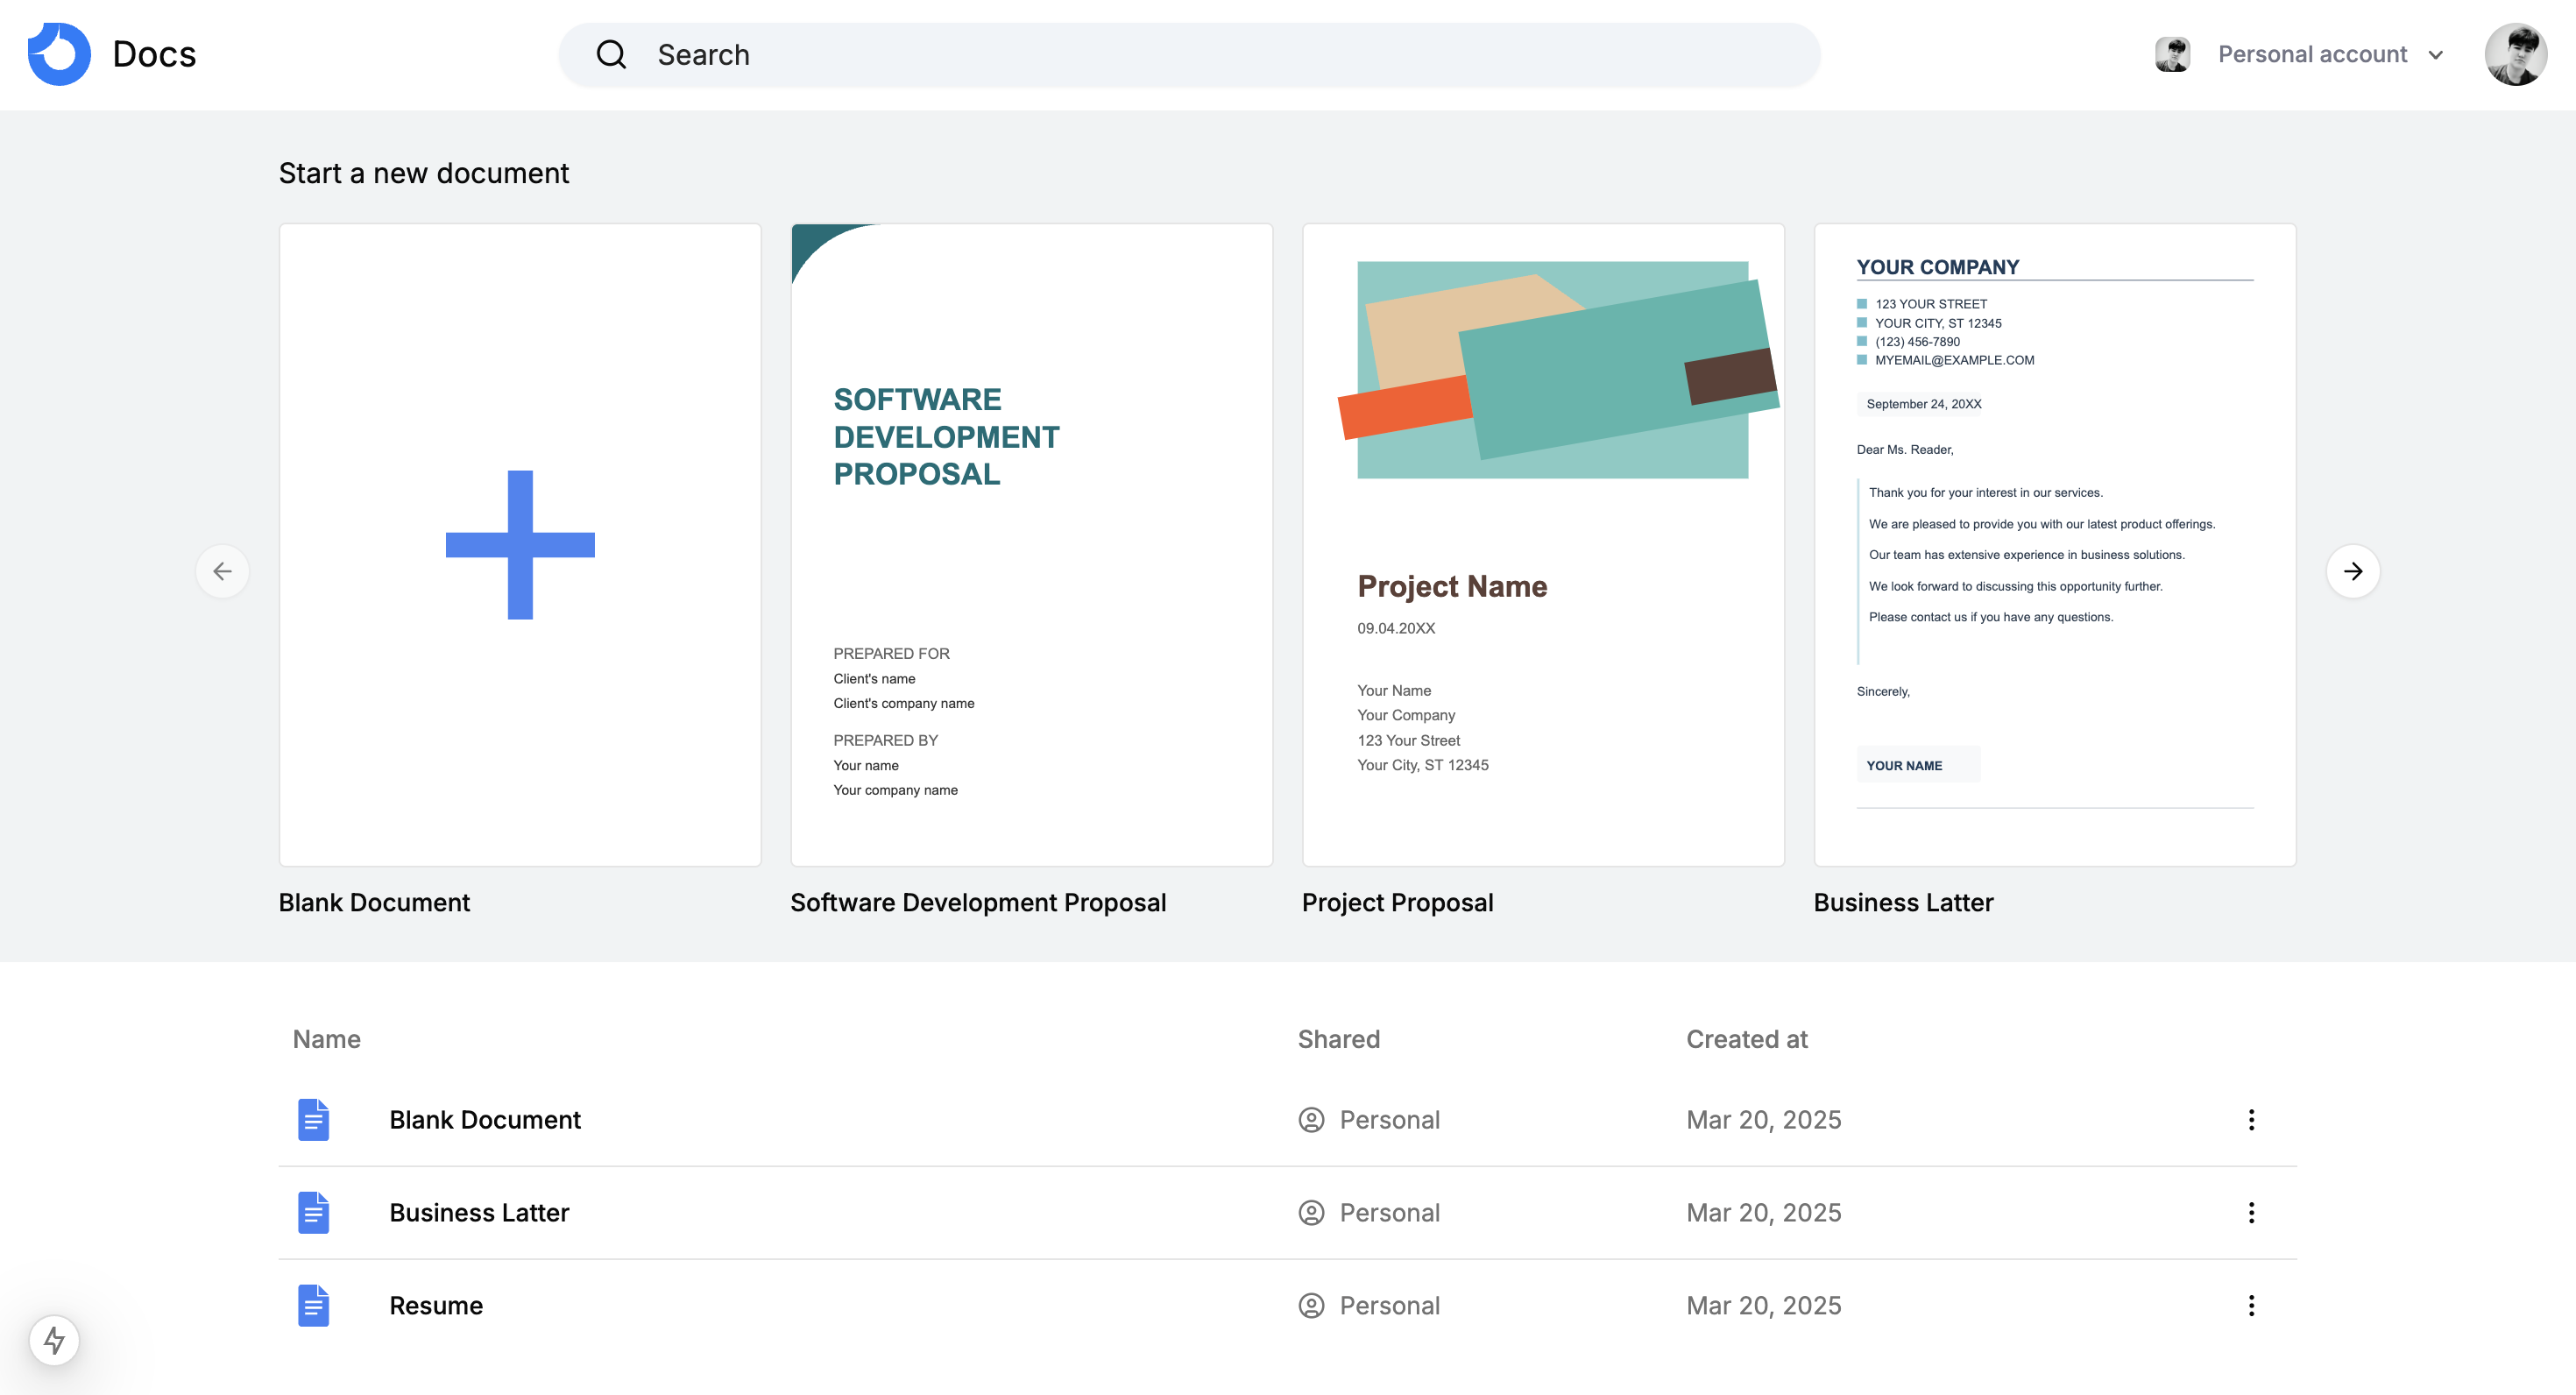 Docs
Search
Personal account
Start a new document
SOFTWARE
DEVELOPMENT
PROPOSAL
PREPARED FOR
Client's name
Client's company name
PREPARED BY
Your name
Your company name
Project Name
09.04.20XX
Your Name
Your Company
123 Your Street
Your City, ST 12345
YOUR COMPANY
123 YOUR STREET
YOUR CITY, ST 12345
(123) 456-7890
MYEMAIL@EXAMPLE.COM
September 24, 20XX
Dear Ms. Reader,
Thank you for your interest in our services.
We are pleased to provide you with our latest product offerings.
Our team has extensive experience in business solutions.
We look forward to discussing this opportunity further.
Please contact us if you have any questions.
Sincerely,
YOUR NAME
Blank Document
Software Development Proposal
Project Proposal
Business Latter
Name Shared Created at
Blank Document Personal Mar 20, 2025
Business Latter Personal Mar 20, 2025
Resume Personal Mar 20, 2025